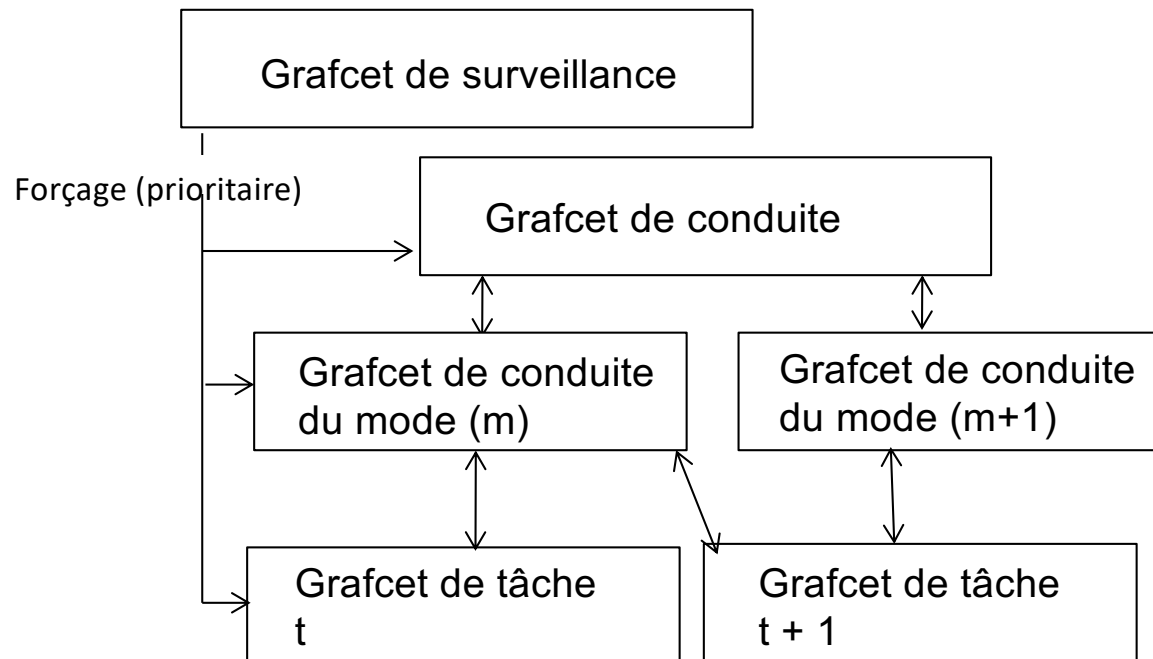 Grafcet de surveillance
Forçage (prioritaire)
Grafcet de conduite
Grafcet de conduite
du mode (m)
Grafcet de conduite
du mode (m+1)
Grafcet de tâche
t
Grafcet de tâche
t + 1